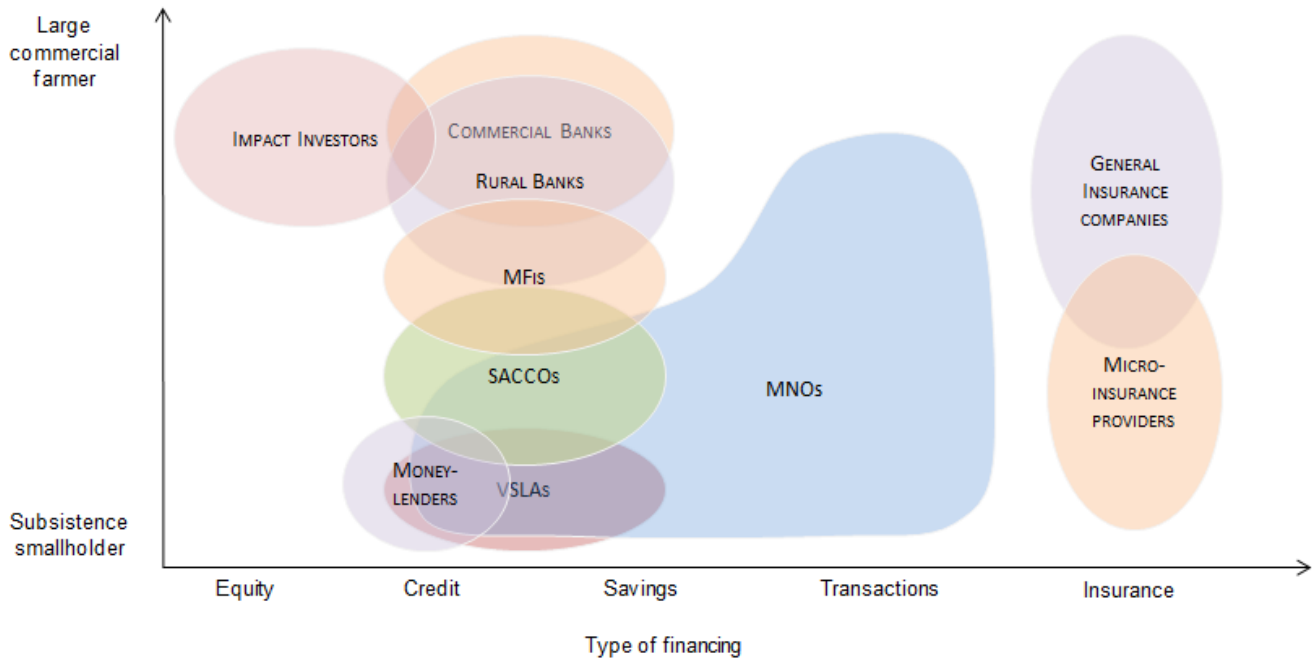 Large
commercial
farmer
IMPACT INVESTORS
COMMERCIAL BANKS
RURAL BANKS
MFIS
SACCOs
MONEY-
LENDERS
VSLAs
MNOs
GENERAL
INSURANCE
COMPANIES
MICRO-
INSURANCE
PROVIDERS
Subsistence
smallholder
Equity
Credit
Savings
Transactions
Insurance
Type of financing